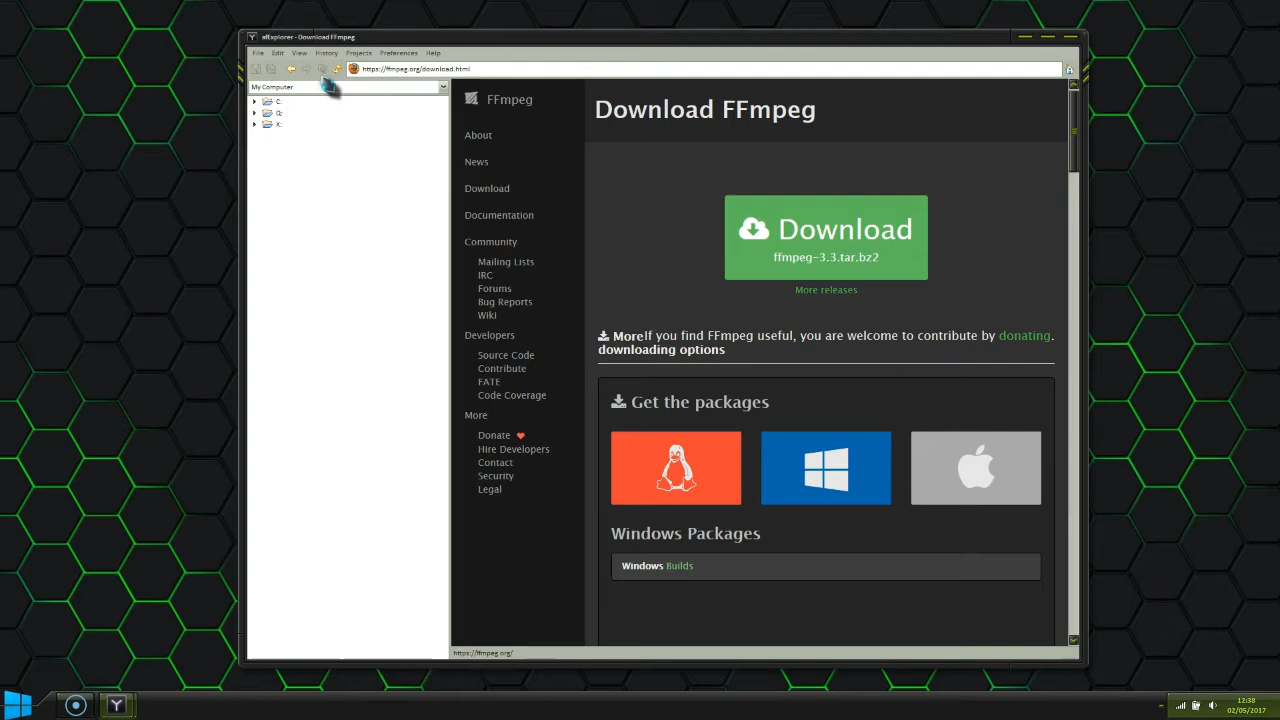 afExplorer - Download FFmpeg
File Edit View History Projects Preferences Help
https://ffmpeg.org/download.html
My Computer
C:
Q:
X:
FFmpeg
About
News
Download
Documentation
Community
Mailing Lists
IRC
Forums
Bug Reports
Wiki
Developers
Source Code
Contribute
FATE
Code Coverage
More
Donate
Hire Developers
Contact
Security
Legal
Download FFmpeg
Download
ffmpeg-3.3.tar.bz2
More releases
More If you find FFmpeg useful, you are welcome to contribute by donating.
downloading options
Get the packages
Windows Packages
Windows Builds
https://ffmpeg.org/
12:38
02/05/2017